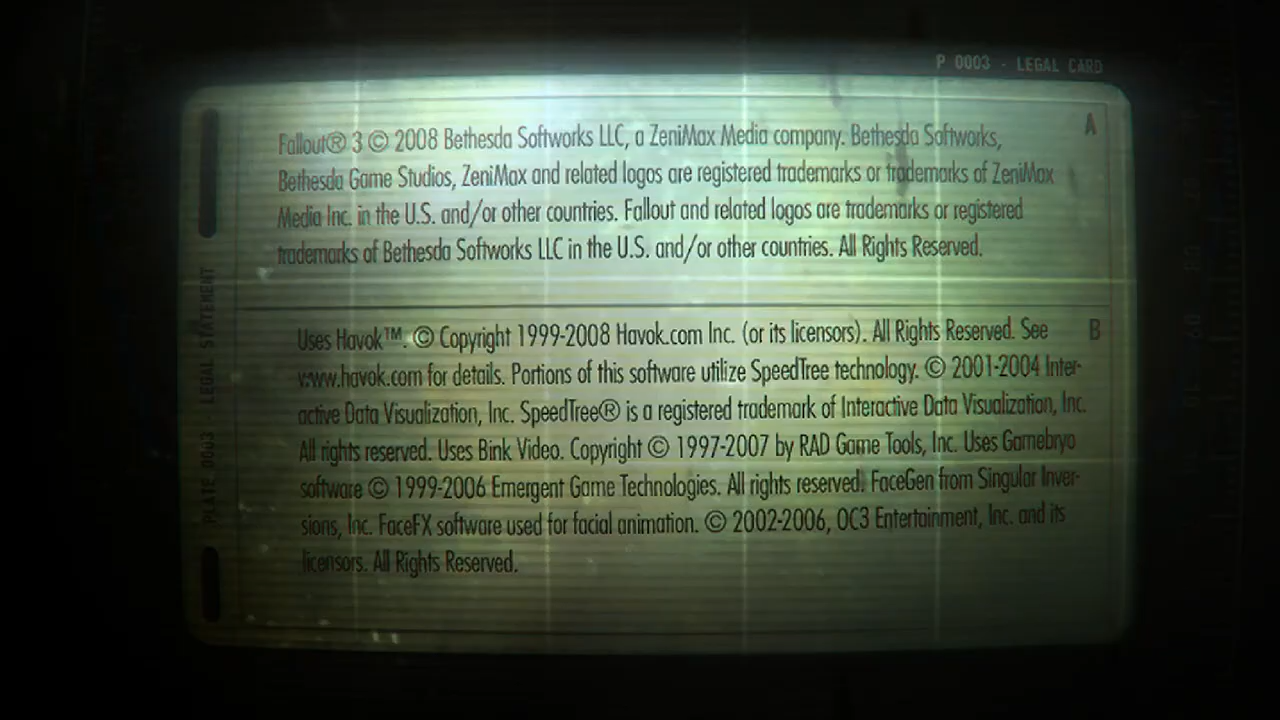 P 0003 - LEGAL CARD
A
Fallout® 3 © 2008 Bethesda Softworks LLC, a ZeniMax Media company. Bethesda Softworks,
Bethesda Game Studios, ZeniMax and related logos are registered trademarks or trademarks of ZeniMax
Media Inc. in the U.S. and/or other countries. Fallout and related logos are trademarks or registered
trademarks of Bethesda Softworks LLC in the U.S. and/or other countries. All Rights Reserved.
B
Uses Havok™. © Copyright 1999-2008 Havok.com Inc. (or its licensors). All Rights Reserved. See
www.havok.com for details. Portions of this software utilize SpeedTree technology. © 2001-2004 Inter-
active Data Visualization, Inc. SpeedTree® is a registered trademark of Interactive Data Visualization, Inc.
All rights reserved. Uses Bink Video. Copyright © 1997-2007 by RAD Game Tools, Inc. Uses Gamebryo
software © 1999-2006 Emergent Game Technologies. All rights reserved. FaceGen from Singular Inver-
sions, Inc. FaceFX software used for facial animation. © 2002-2006, OC3 Entertainment, Inc. and its
licensors. All Rights Reserved.
PLATE 0003 - LEGAL STATEMENT